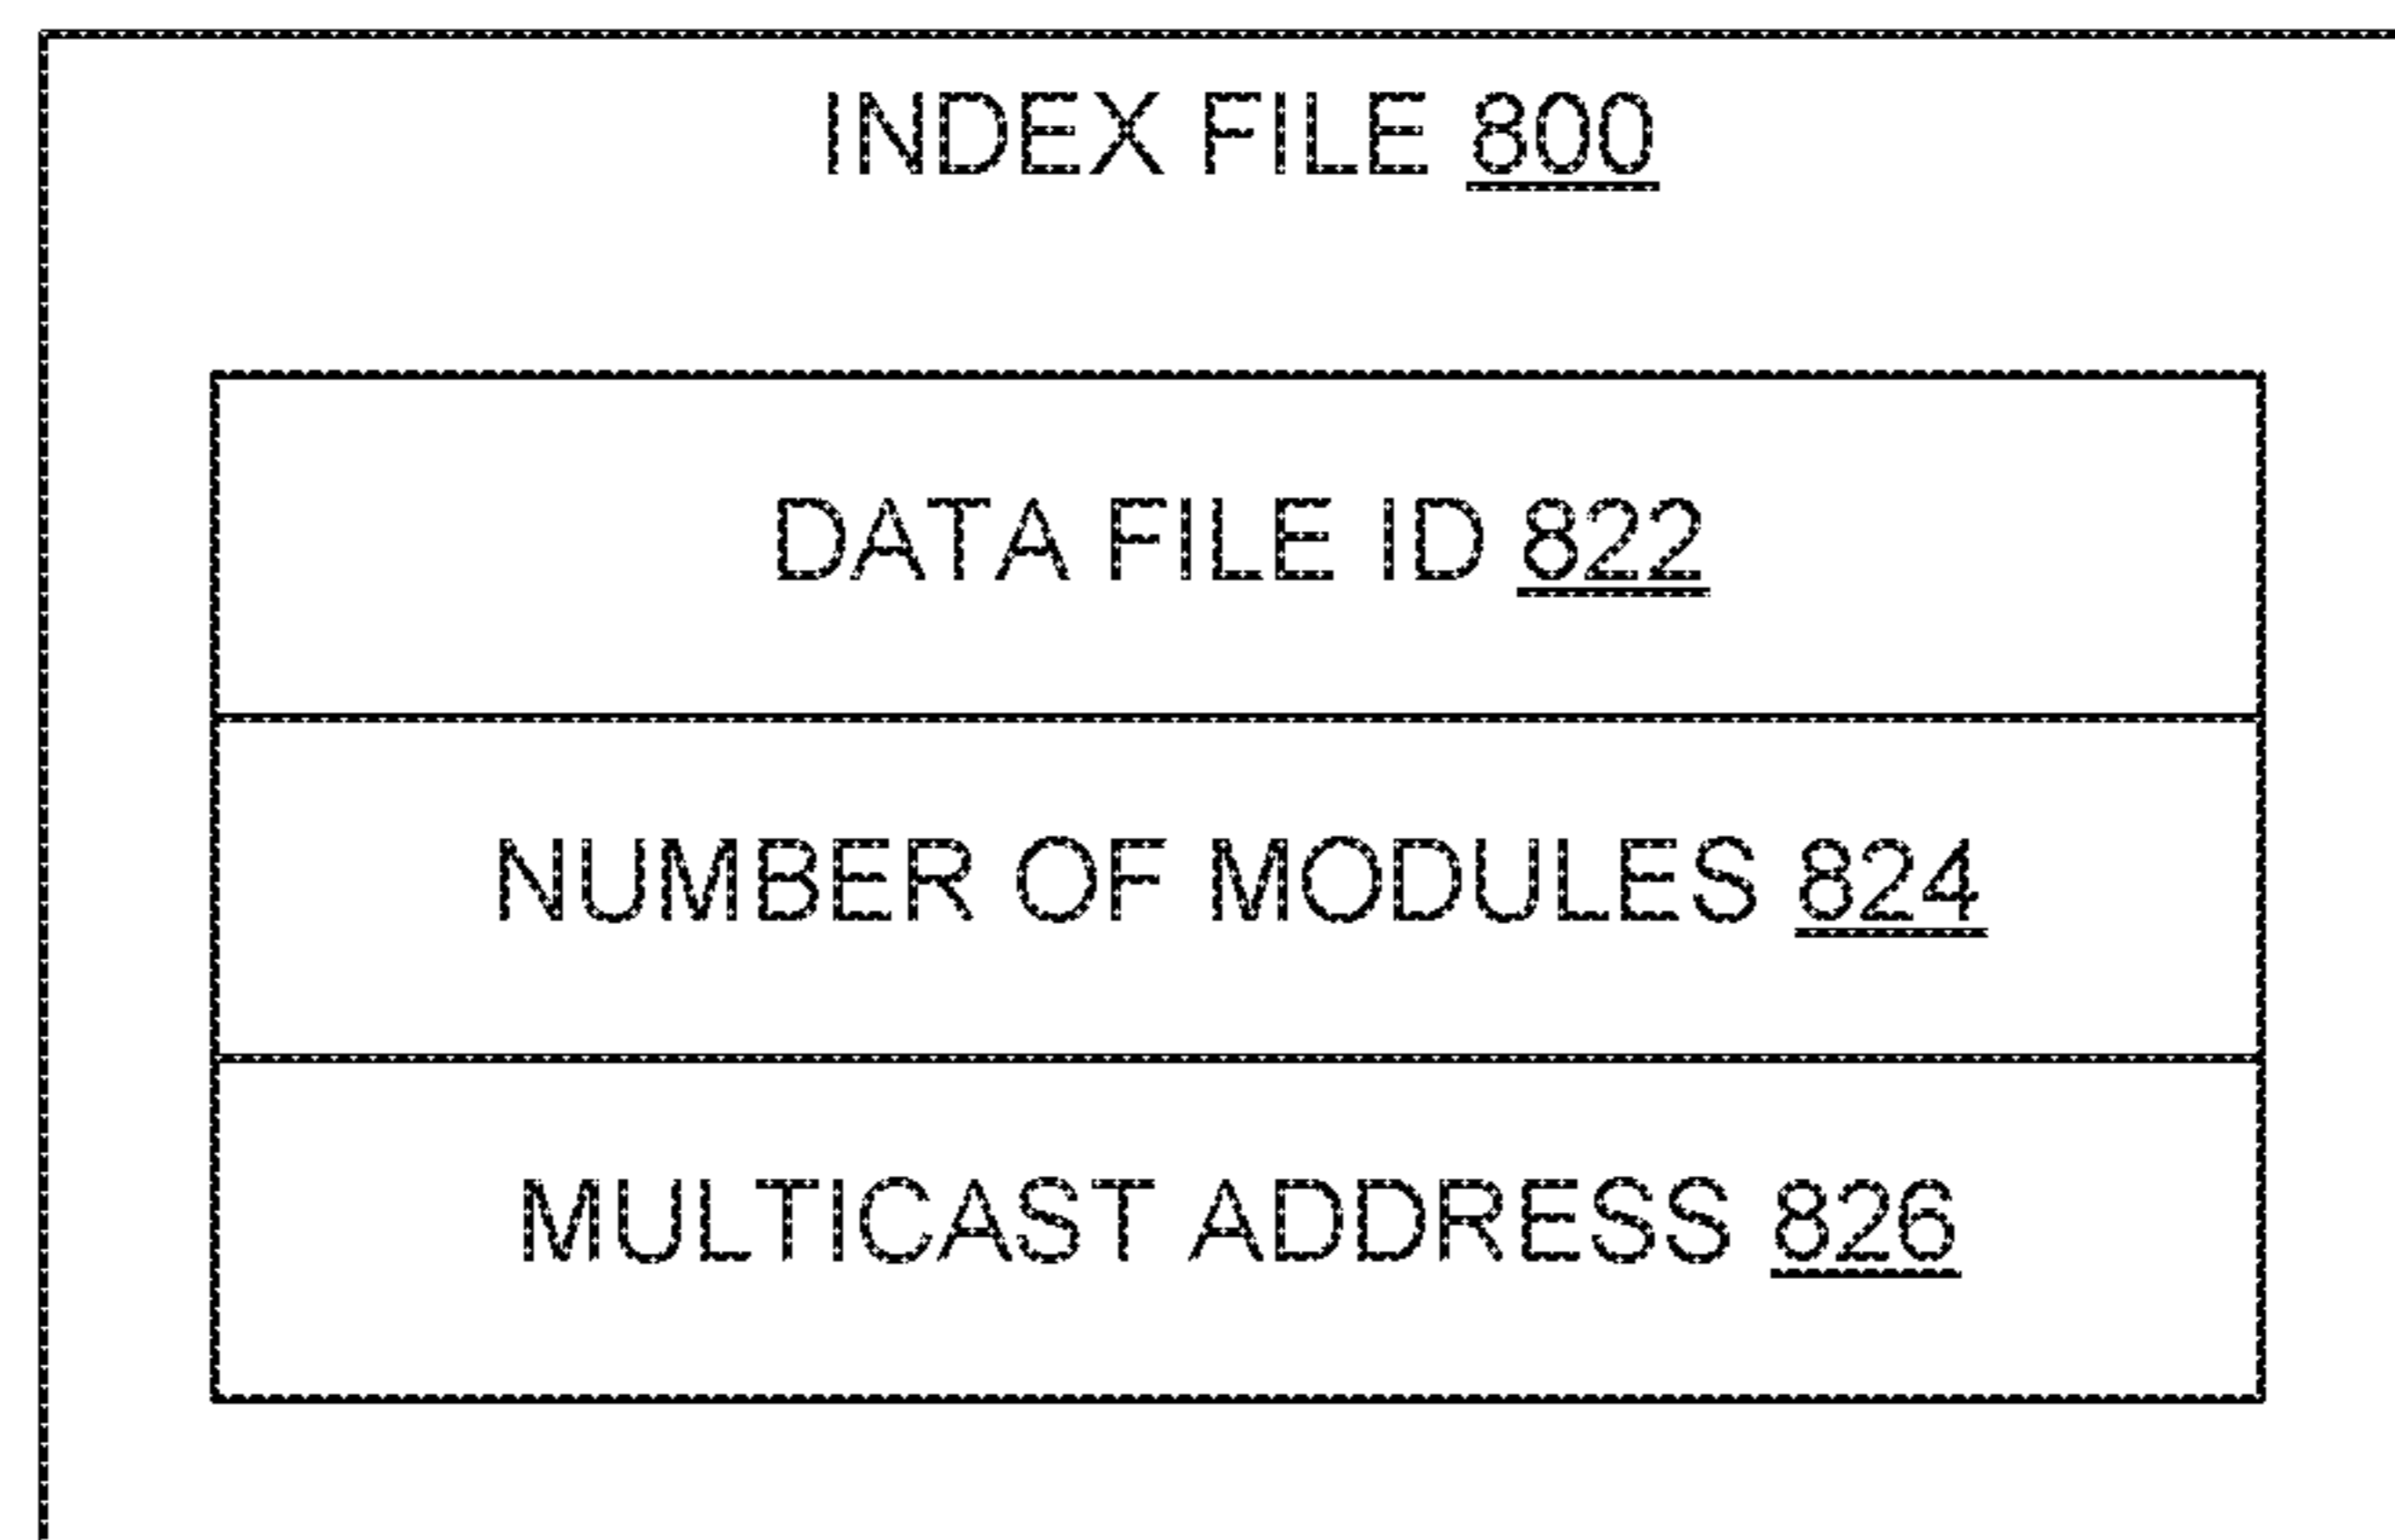 INDEX FILE 800
DATA FILE ID 822
NUMBER OF MODULES 824
MULTICAST ADDRESS 826